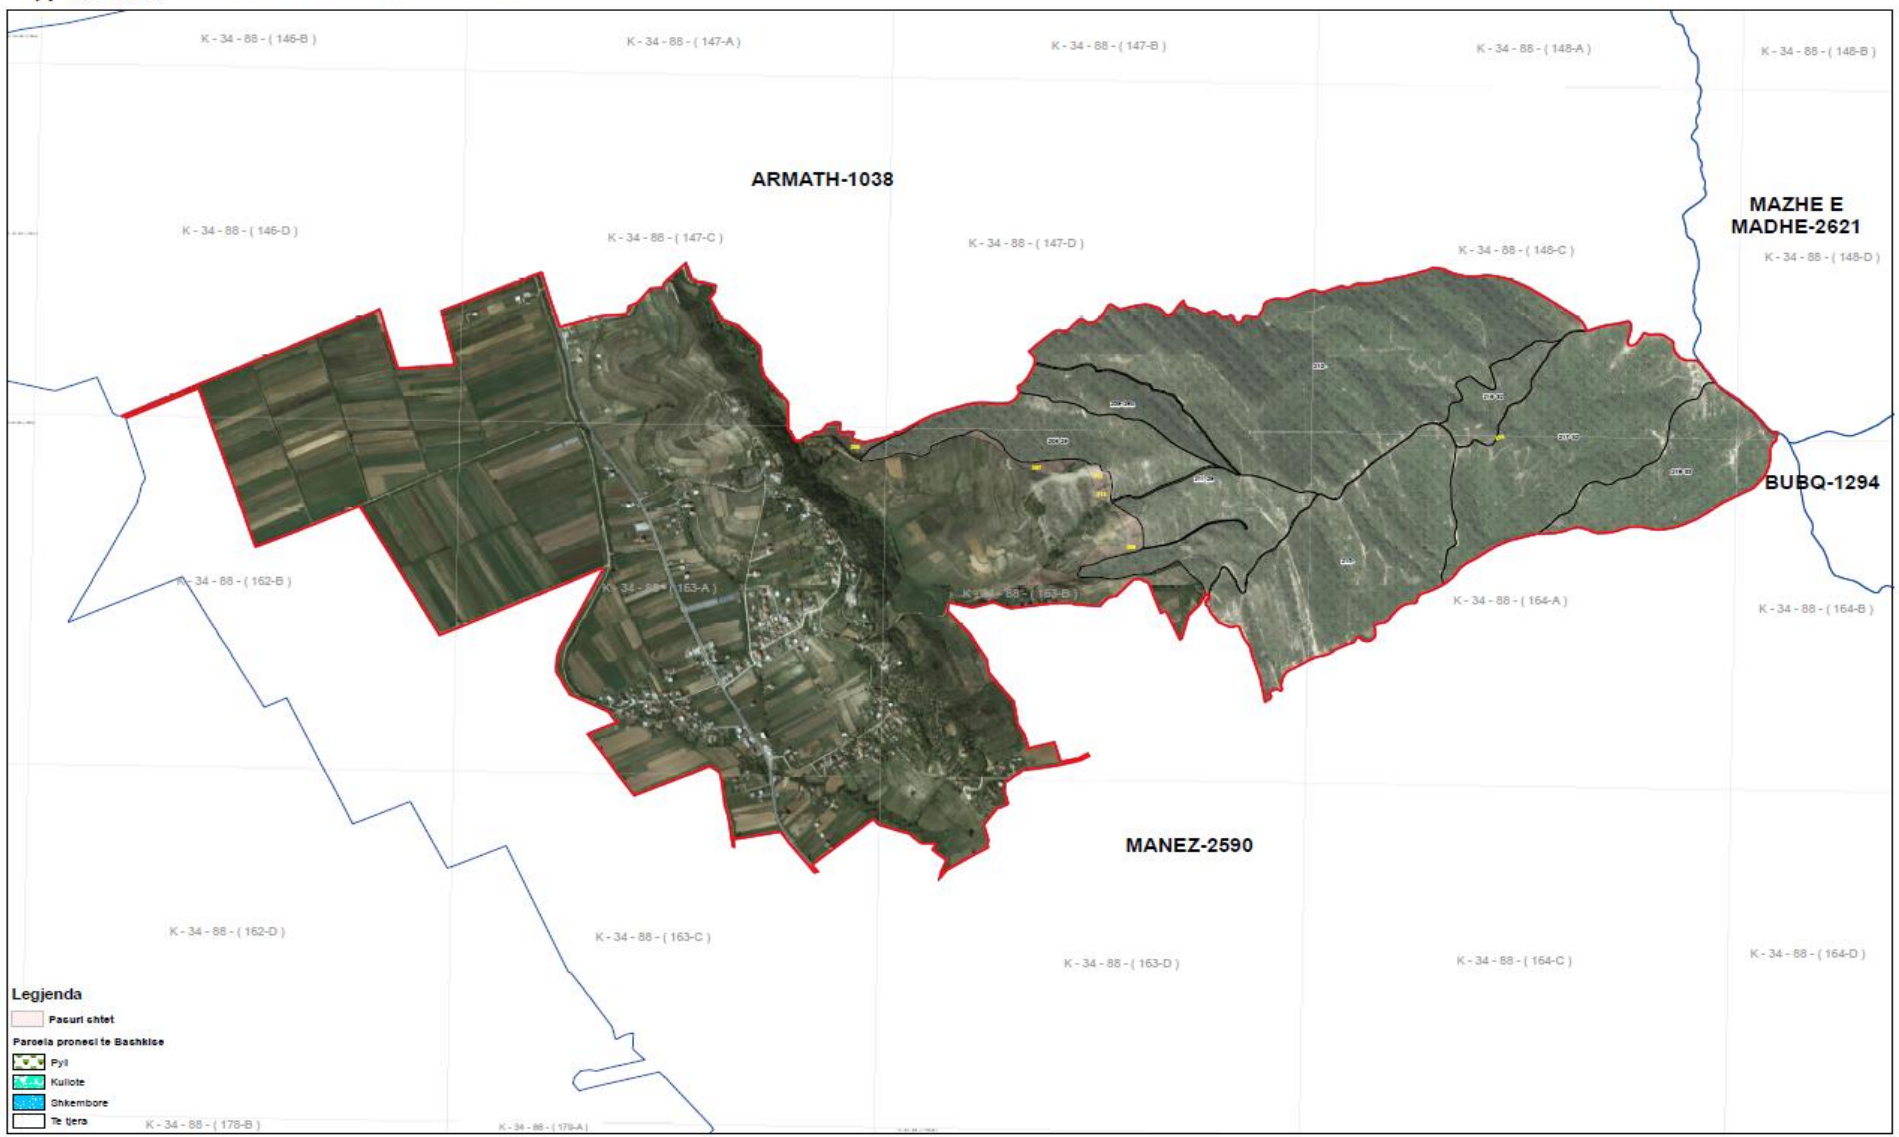 K - 34 - 88 - ( 146-B )
K - 34 - 88 - ( 147-A )
K - 34 - 88 - ( 147-B )
K - 34 - 88 - ( 148-A )
K - 34 - 88 - ( 148-B )
ARMATH-1038
MAZHE E
MADHE-2621
K - 34 - 88 - ( 146-D )
K - 34 - 88 - ( 147-C )
K - 34 - 88 - ( 147-D )
K - 34 - 88 - ( 148-C )
K - 34 - 88 - ( 148-D )
BUBQ-1294
K - 34 - 88 - ( 162-B )
K - 34 - 88 - ( 163-A )
K - 34 - 88 - ( 163-B )
K - 34 - 88 - ( 164-A )
K - 34 - 88 - ( 164-B )
MANEZ-2590
K - 34 - 88 - ( 162-D )
K - 34 - 88 - ( 163-C )
K - 34 - 88 - ( 163-D )
K - 34 - 88 - ( 164-C )
K - 34 - 88 - ( 164-D )
Legjenda
Pasuri shtet
Parcela pronesi te Bashkise
Pyll
Kullote
Shkembore
Te tjera
K - 34 - 88 - ( 178-B )
K - 34 - 88 - ( 179-A )